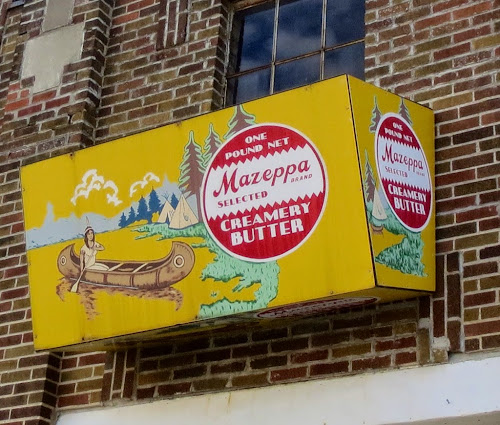 ONE
POUND NET
Mazeppa
BRAND
SELECTED
CREAMERY
BUTTER
ONE
POUND NET
Mazeppa
SELECTED
CREAMERY
BUTTER